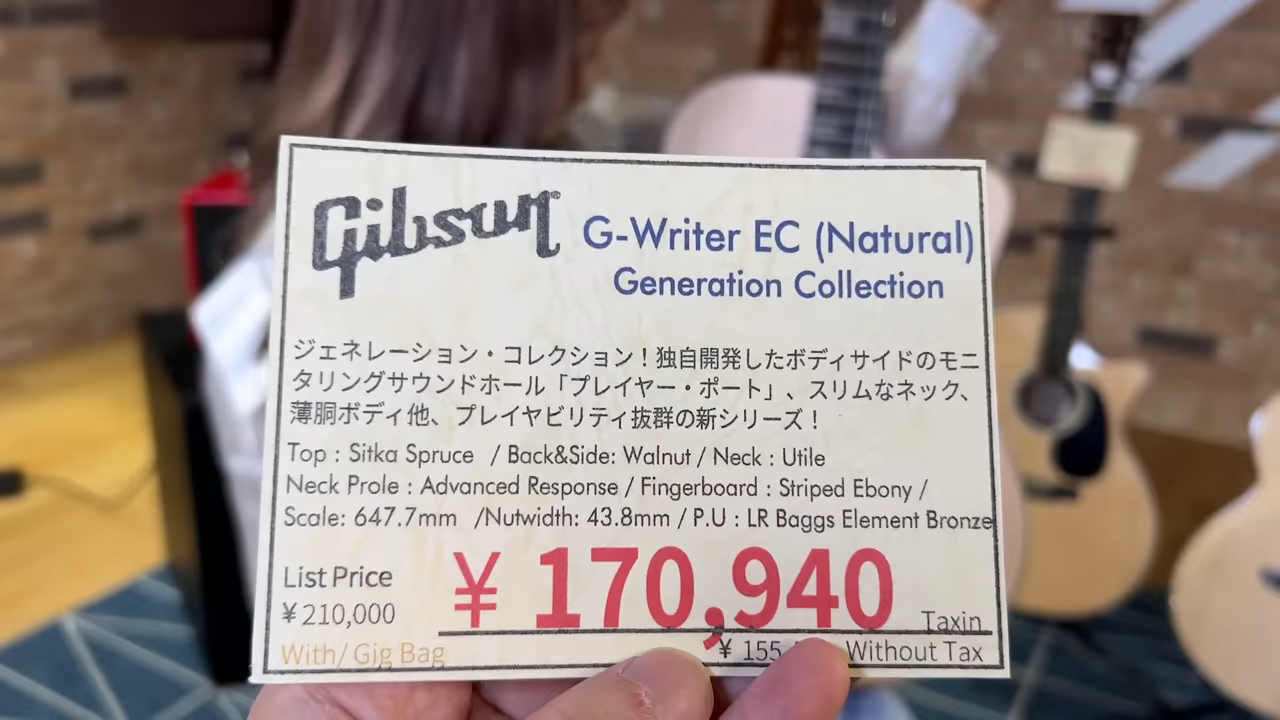 Gibson
G-Writer EC (Natural)
Generation Collection
ジェネレーション・コレクション！独自開発したボディサイドのモニ
タリングサウンドホール「プレイヤー・ポート」、スリムなネック、
薄胴ボディ他、プレイヤビリティ抜群の新シリーズ！
Top : Sitka Spruce / Back&Side: Walnut / Neck : Utile
Neck Prole : Advanced Response / Fingerboard : Striped Ebony /
Scale: 647.7mm /Nutwidth: 43.8mm / P.U : LR Baggs Element Bronze
List Price
¥210,000
¥ 170,940
Taxin
With/ Gig Bag
¥ 155
Without Tax